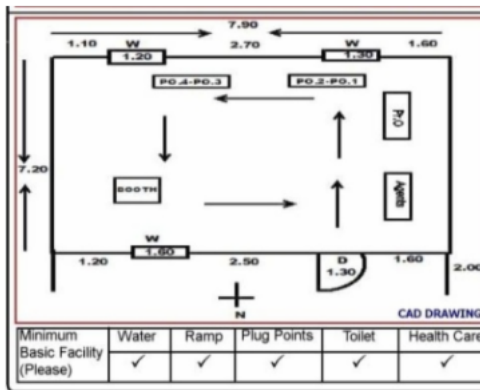 7.90
1.10 W 2.70 W 1.60
1.20 1.30
PO.4-PO.3 PO.2-PO.1
Pr.O
7.20
BOOTH Agents
W
1.20 1.60 2.50 D 1.60
1.30 2.00
N
CAD DRAWING
Minimum Basic Facility (Please) Water Ramp Plug Points Toilet Health Care
✓ ✓ ✓ ✓ ✓